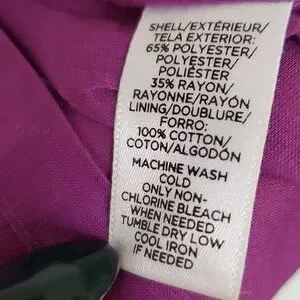 SHELL/EXTÉRIEUR/
TELA EXTERIOR:
65% POLYESTER/
POLYESTER/
POLIÉSTER
35% RAYON/
RAYONNE/RAYÓN
LINING/DOUBLURE/
FORRO:
100% COTTON/
COTON/ALGODÓN
MACHINE WASH
COLD
ONLY NON-
CHLORINE BLEACH
WHEN NEEDED
TUMBLE DRY LOW
COOL IRON
IF NEEDED